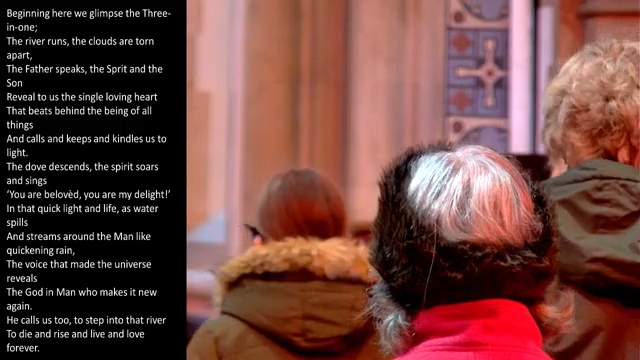 Beginning here we glimpse the Three-
in-one;
The river runs, the clouds are torn
apart,
The Father speaks, the Sprit and the
Son
Reveal to us the single loving heart
That beats behind the being of all
things
And calls and keeps and kindles us to
light.
The dove descends, the spirit soars
and sings
‘You are belovèd, you are my delight!’
In that quick light and life, as water
spills
And streams around the Man like
quickening rain,
The voice that made the universe
reveals
The God in Man who makes it new
again.
He calls us too, to step into that river
To die and rise and live and love
forever.